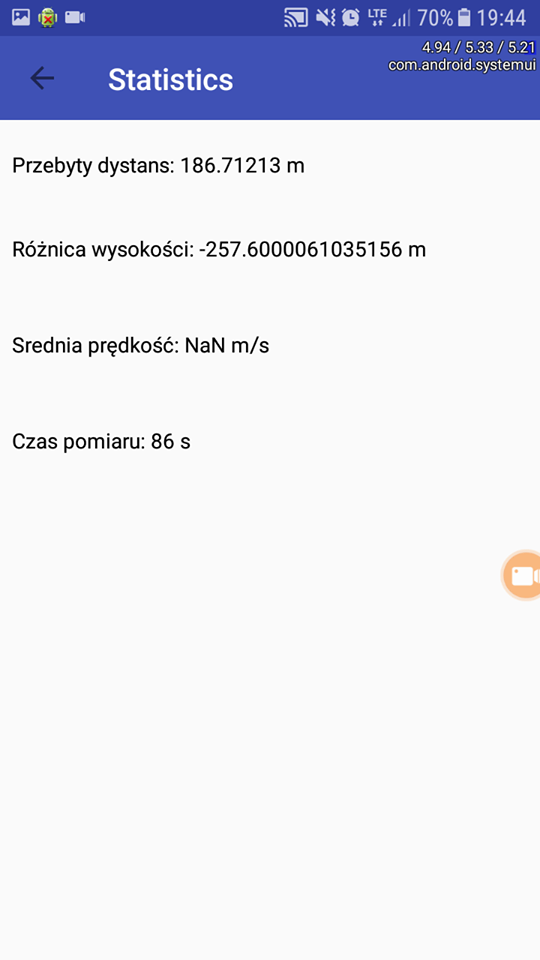 LTE 70% 19:44
4.94 / 5.33 / 5.21
com.android.systemui
Statistics
Przebyty dystans: 186.71213 m
Różnica wysokości: -257.6000061035156 m
Srednia prędkość: NaN m/s
Czas pomiaru: 86 s